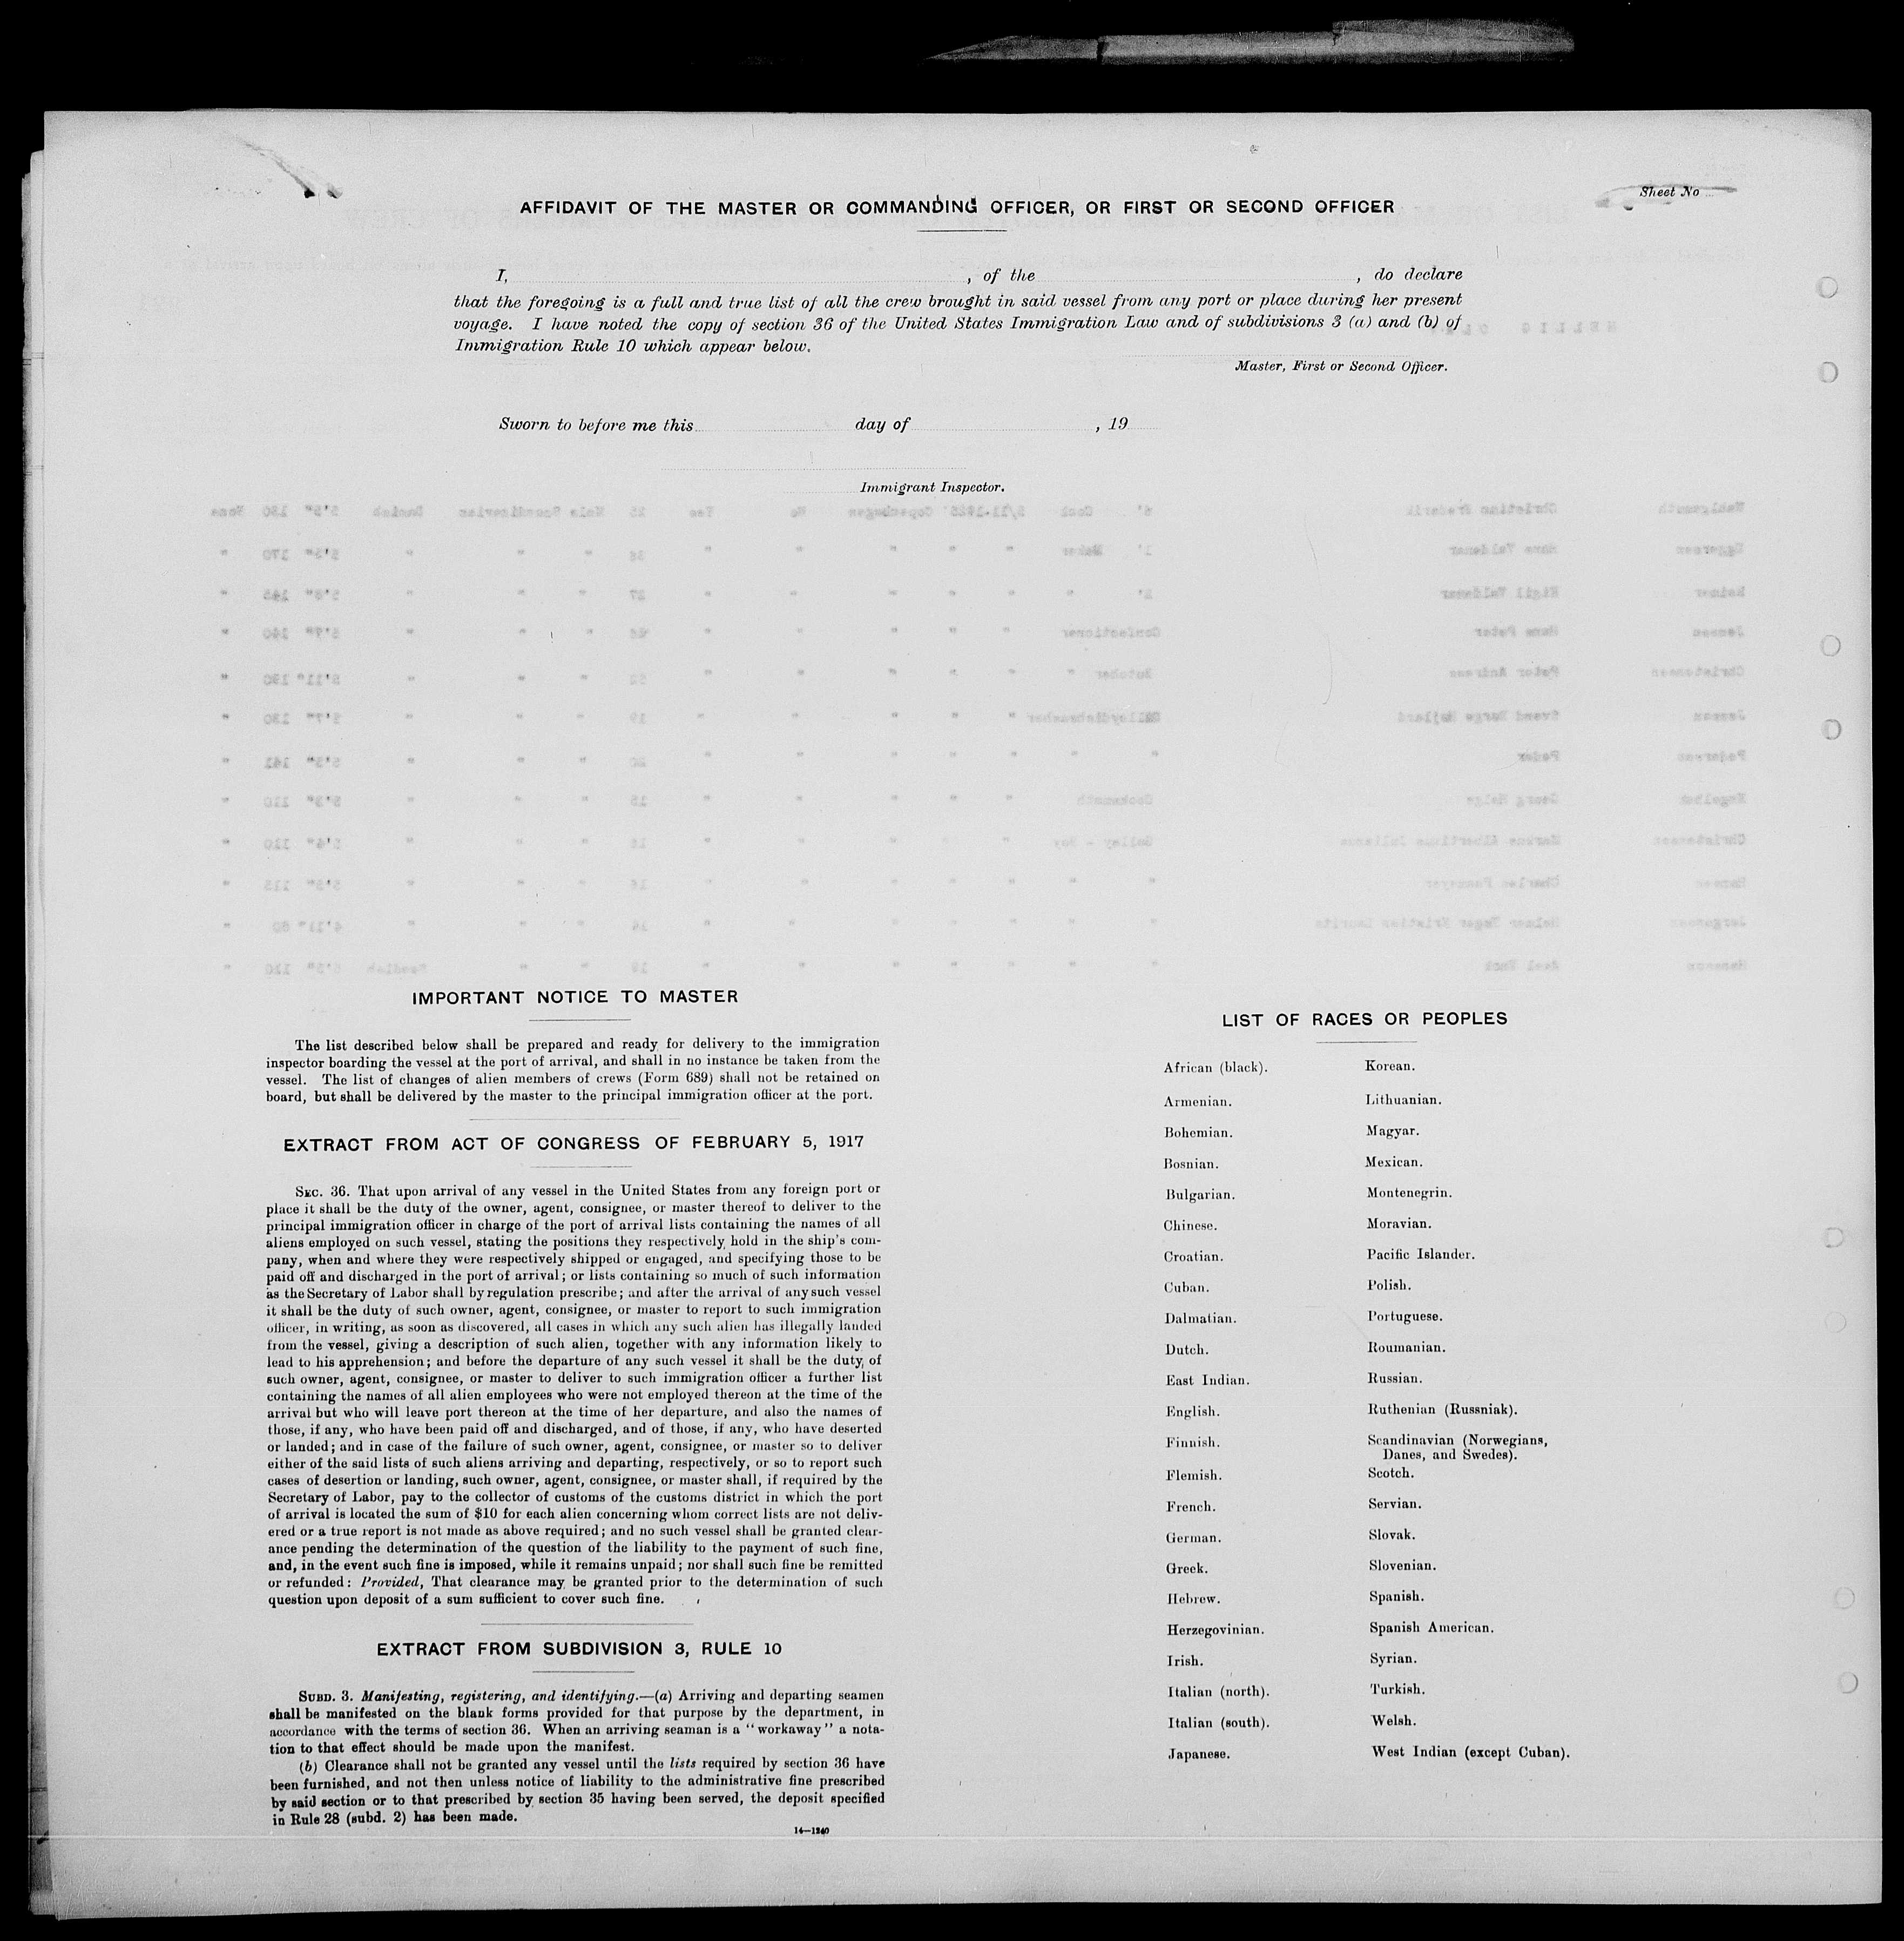 Sheet No
AFFIDAVIT OF THE MASTER OR COMMANDING OFFICER, OR FIRST OR SECOND OFFICER
I, , of the , do declare
that the foregoing is a full and true list of all the crew brought in said vessel from any port or place during her present
voyage. I have noted the copy of section 36 of the United States Immigration Law and of subdivisions 3 (a) and (b) of
Immigration Rule 10 which appear below.
Master, First or Second Officer.
Sworn to before me this day of , 19
Immigrant Inspector.
IMPORTANT NOTICE TO MASTER
The list described below shall be prepared and ready for delivery to the immigration
inspector boarding the vessel at the port of arrival, and shall in no instance be taken from the
vessel. The list of changes of alien members of crews (Form 689) shall not be retained on
board, but shall be delivered by the master to the principal immigration officer at the port.
EXTRACT FROM ACT OF CONGRESS OF FEBRUARY 5, 1917
SEC. 36. That upon arrival of any vessel in the United States from any foreign port or
place it shall be the duty of the owner, agent, consignee, or master thereof to deliver to the
principal immigration officer in charge of the port of arrival lists containing the names of all
aliens employed on such vessel, stating the positions they respectively hold in the ship's com-
pany, when and where they were respectively shipped or engaged, and specifying those to be
paid off and discharged in the port of arrival; or lists containing so much of such information
as the Secretary of Labor shall by regulation prescribe; and after the arrival of any such vessel
it shall be the duty of such owner, agent, consignee, or master to report to such immigration
officer, in writing, as soon as discovered, all cases in which any such alien has illegally landed
from the vessel, giving a description of such alien, together with any information likely to
lead to his apprehension; and before the departure of any such vessel it shall be the duty of
such owner, agent, consignee, or master to deliver to such immigration officer a further list
containing the names of all alien employees who were not employed thereon at the time of the
arrival but who will leave port thereon at the time of her departure, and also the names of
those, if any, who have been paid off and discharged, and of those, if any, who have deserted
or landed; and in case of the failure of such owner, agent, consignee, or master so to deliver
either of the said lists of such aliens arriving and departing, respectively, or so to report such
cases of desertion or landing, such owner, agent, consignee, or master shall, if required by the
Secretary of Labor, pay to the collector of customs of the customs district in which the port
of arrival is located the sum of $10 for each alien concerning whom correct lists are not deliv-
ered or a true report is not made as above required; and no such vessel shall be granted clear-
ance pending the determination of the question of the liability to the payment of such fine,
and, in the event such fine is imposed, while it remains unpaid; nor shall such fine be remitted
or refunded: Provided, That clearance may be granted prior to the determination of such
question upon deposit of a sum sufficient to cover such fine.
EXTRACT FROM SUBDIVISION 3, RULE 10
SUBD. 3. Manifesting, registering, and identifying.—(a) Arriving and departing seamen
shall be manifested on the blank forms provided for that purpose by the department, in
accordance with the terms of section 36. When an arriving seaman is a "workaway" a nota-
tion to that effect should be made upon the manifest.
(b) Clearance shall not be granted any vessel until the lists required by section 36 have
been furnished, and not then unless notice of liability to the administrative fine prescribed
by said section or to that prescribed by section 35 having been served, the deposit specified
in Rule 28 (subd. 2) has been made.
14—1240
LIST OF RACES OR PEOPLES
African (black). Korean.
Armenian. Lithuanian.
Bohemian. Magyar.
Bosnian. Mexican.
Bulgarian. Montenegrin.
Chinese. Moravian.
Croatian. Pacific Islander.
Cuban. Polish.
Dalmatian. Portuguese.
Dutch. Roumanian.
East Indian. Russian.
English. Ruthenian (Russniak).
Finnish. Scandinavian (Norwegians,
Danes, and Swedes).
Flemish. Scotch.
French. Servian.
German. Slovak.
Greek. Slovenian.
Hebrew. Spanish.
Herzegovinian. Spanish American.
Irish. Syrian.
Italian (north). Turkish.
Italian (south). Welsh.
Japanese. West Indian (except Cuban).